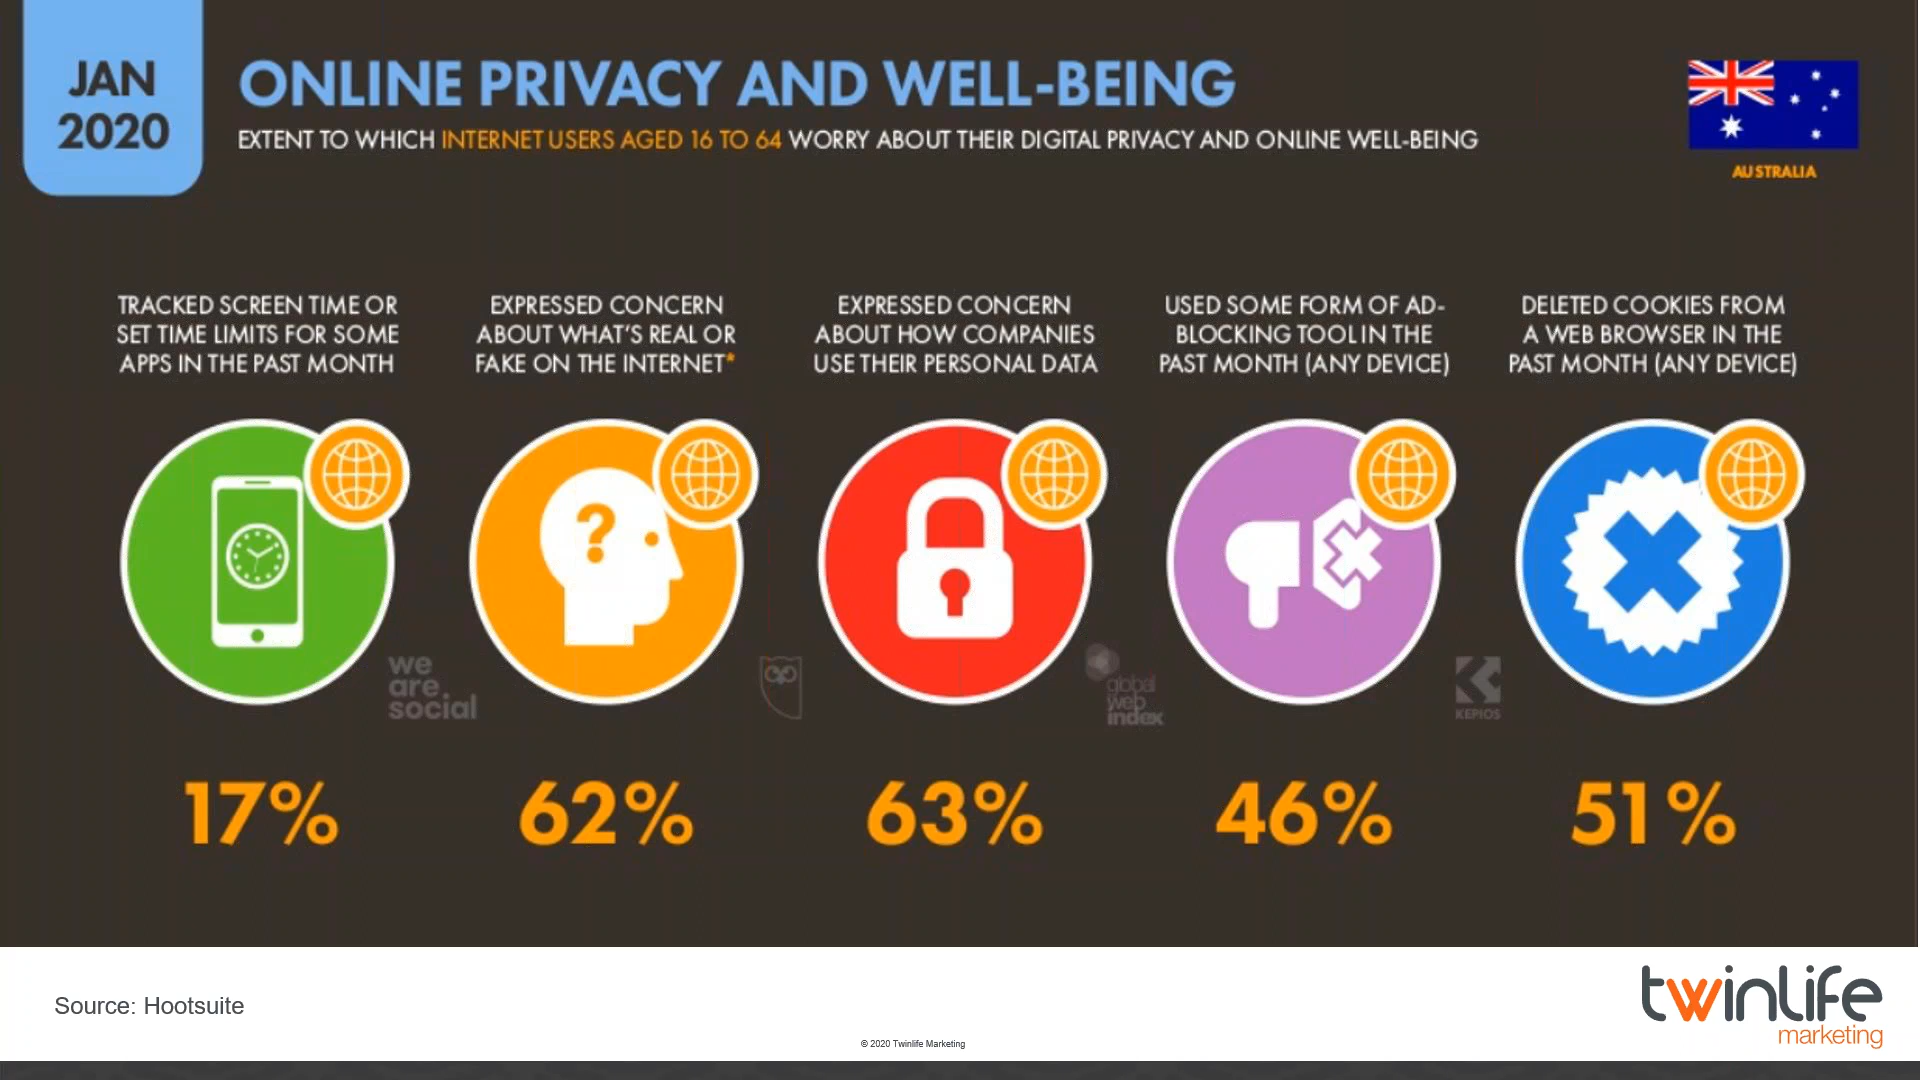 JAN
2020
ONLINE PRIVACY AND WELL-BEING
EXTENT TO WHICH INTERNET USERS AGED 16 TO 64 WORRY ABOUT THEIR DIGITAL PRIVACY AND ONLINE WELL-BEING
AUSTRALIA
TRACKED SCREEN TIME OR
SET TIME LIMITS FOR SOME
APPS IN THE PAST MONTH
EXPRESSED CONCERN
ABOUT WHAT'S REAL OR
FAKE ON THE INTERNET*
EXPRESSED CONCERN
ABOUT HOW COMPANIES
USE THEIR PERSONAL DATA
USED SOME FORM OF AD-
BLOCKING TOOL IN THE
PAST MONTH (ANY DEVICE)
DELETED COOKIES FROM
A WEB BROWSER IN THE
PAST MONTH (ANY DEVICE)
?
we
are.
social
global
web
index
KEPIOS
17%
62%
63%
46%
51%
Source: Hootsuite
© 2020 Twinlife Marketing
twinlife
marketing